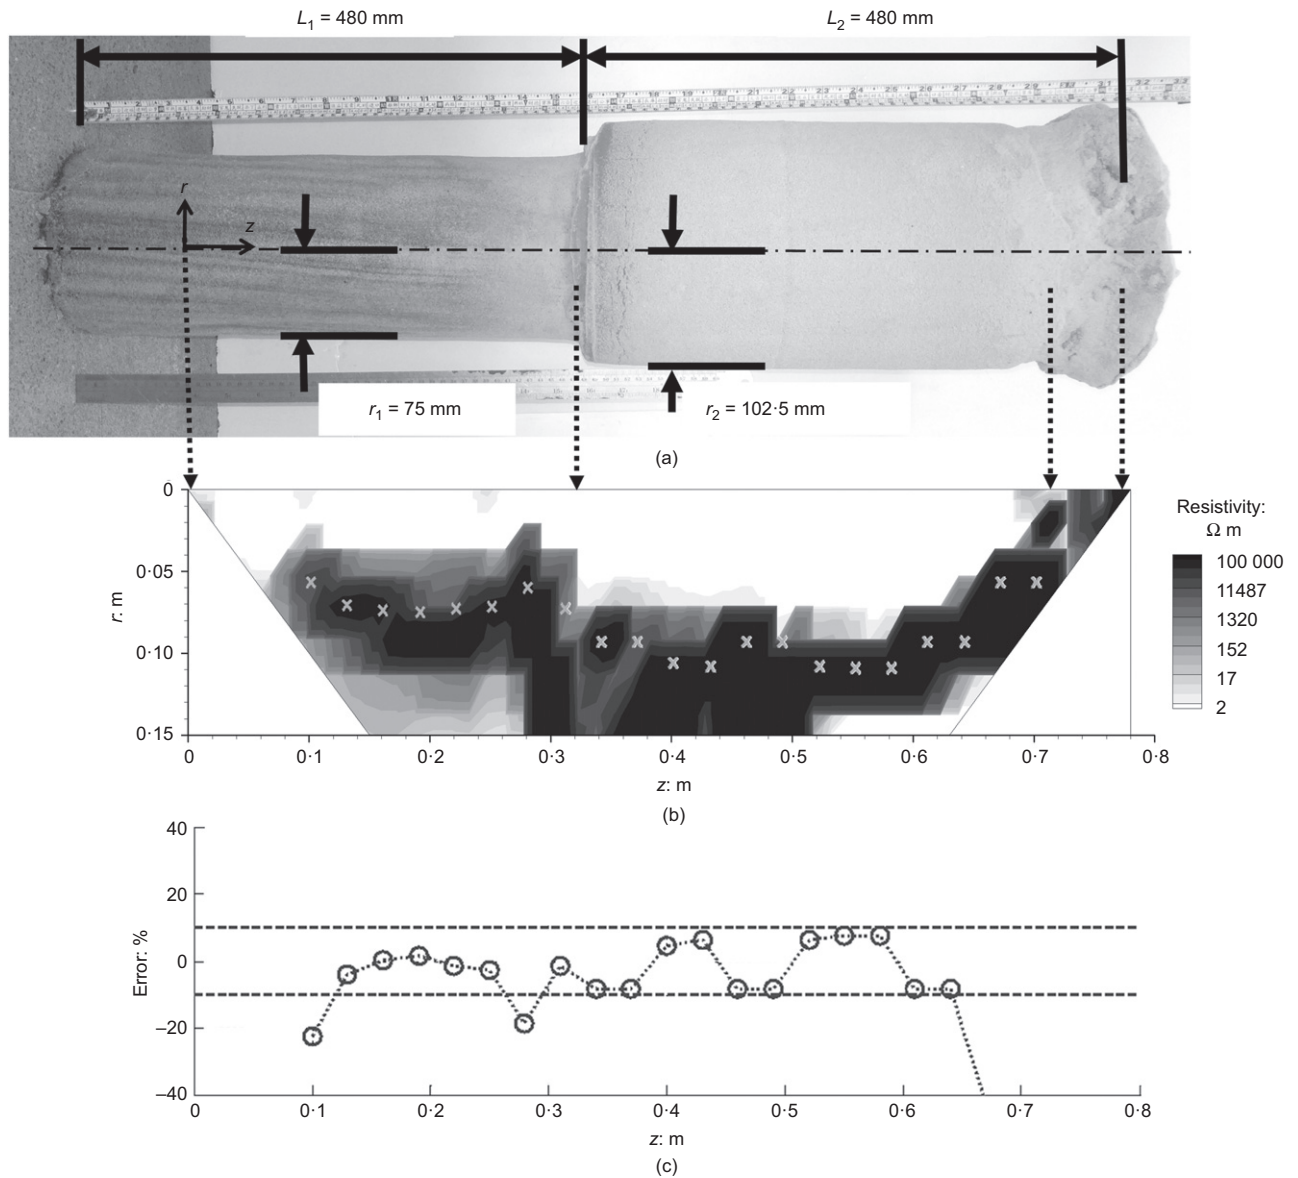 L1 = 480 mm
L2 = 480 mm
r
z
r1 = 75 mm
r2 = 102·5 mm
(a)
0
0·05
0·10
0·15
r: m
0 0·1 0·2 0·3 0·4 0·5 0·6 0·7 0·8
z: m
Resistivity:
Ω m
100 000
11487
1320
152
17
2
(b)
40
20
0
–20
–40
Error: %
0 0·1 0·2 0·3 0·4 0·5 0·6 0·7 0·8
z: m
(c)